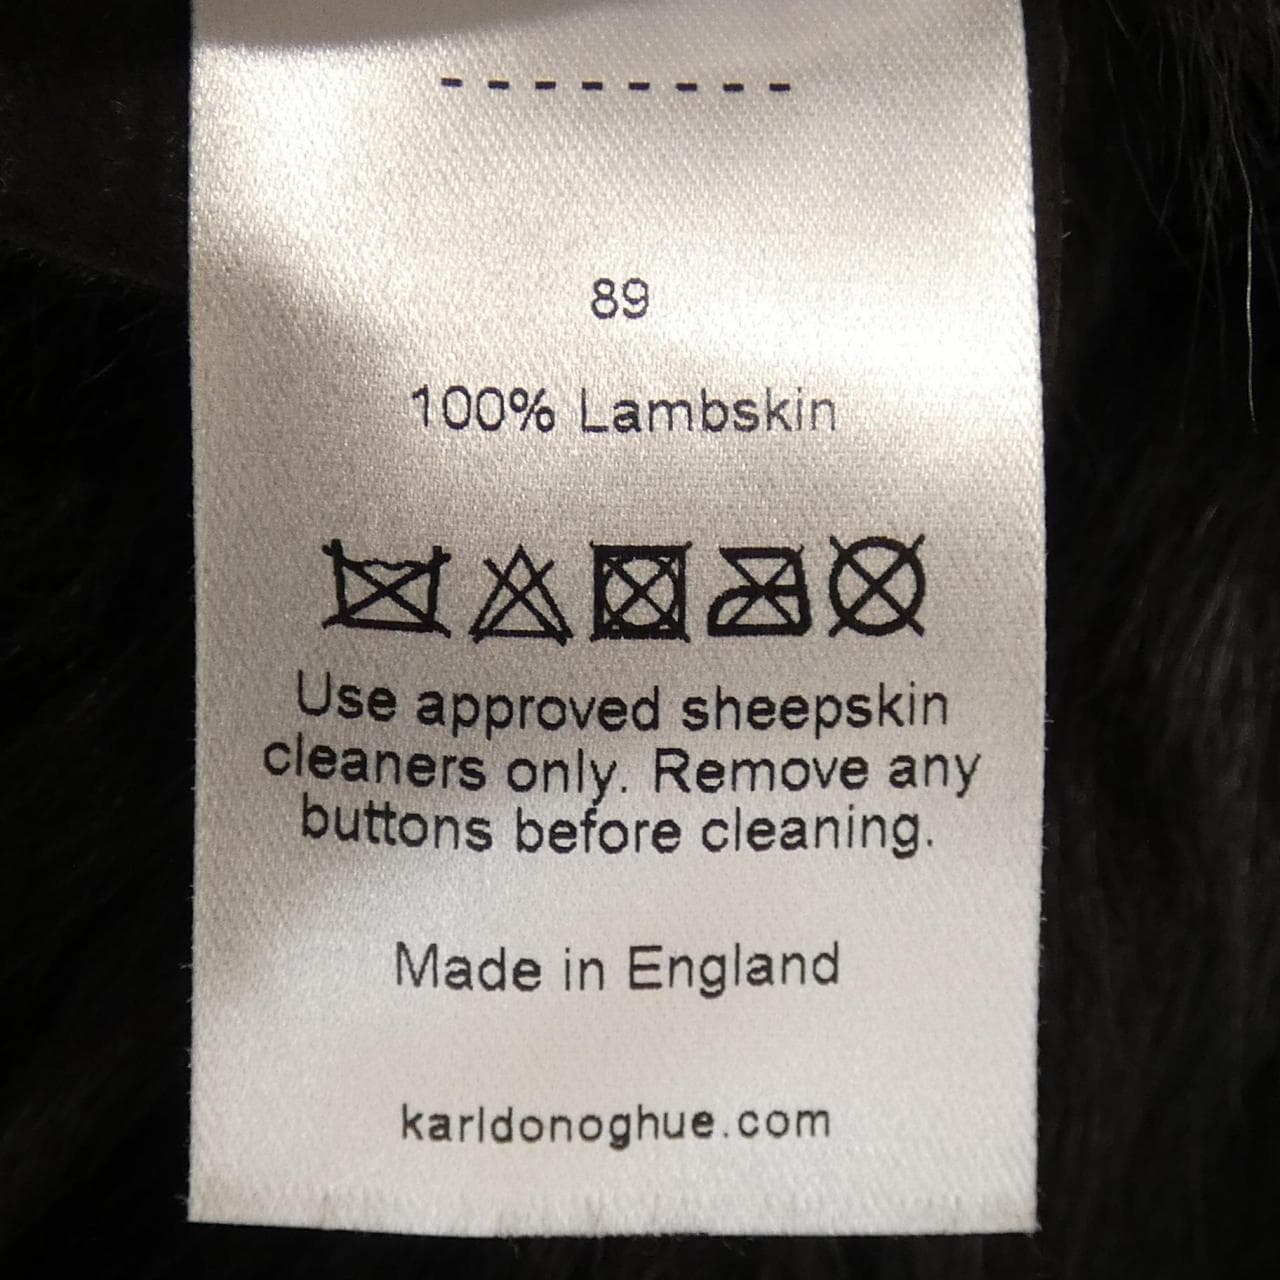 --------
89
100% Lambskin
Use approved sheepskin
cleaners only. Remove any
buttons before cleaning.
Made in England
karldonoghue.com